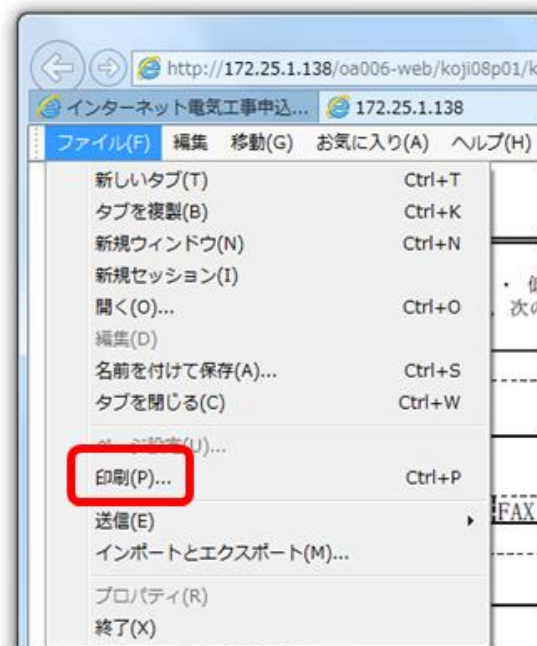 http://172.25.1.138/oa006-web/koji08p01/k
インターネット電気工事申込... 172.25.1.138
ファイル(F) 編集 移動(G) お気に入り(A) ヘルプ(H)
新しいタブ(T) Ctrl+T
タブを複製(B) Ctrl+K
新規ウィンドウ(N) Ctrl+N
新規セッション(I)
開く(O)... Ctrl+O
編集(D)
名前を付けて保存(A)... Ctrl+S
タブを閉じる(C) Ctrl+W
ページ設定(U)...
印刷(P)... Ctrl+P
送信(E)
インポートとエクスポート(M)...
プロパティ(R)
終了(X)
・
次の
FAX